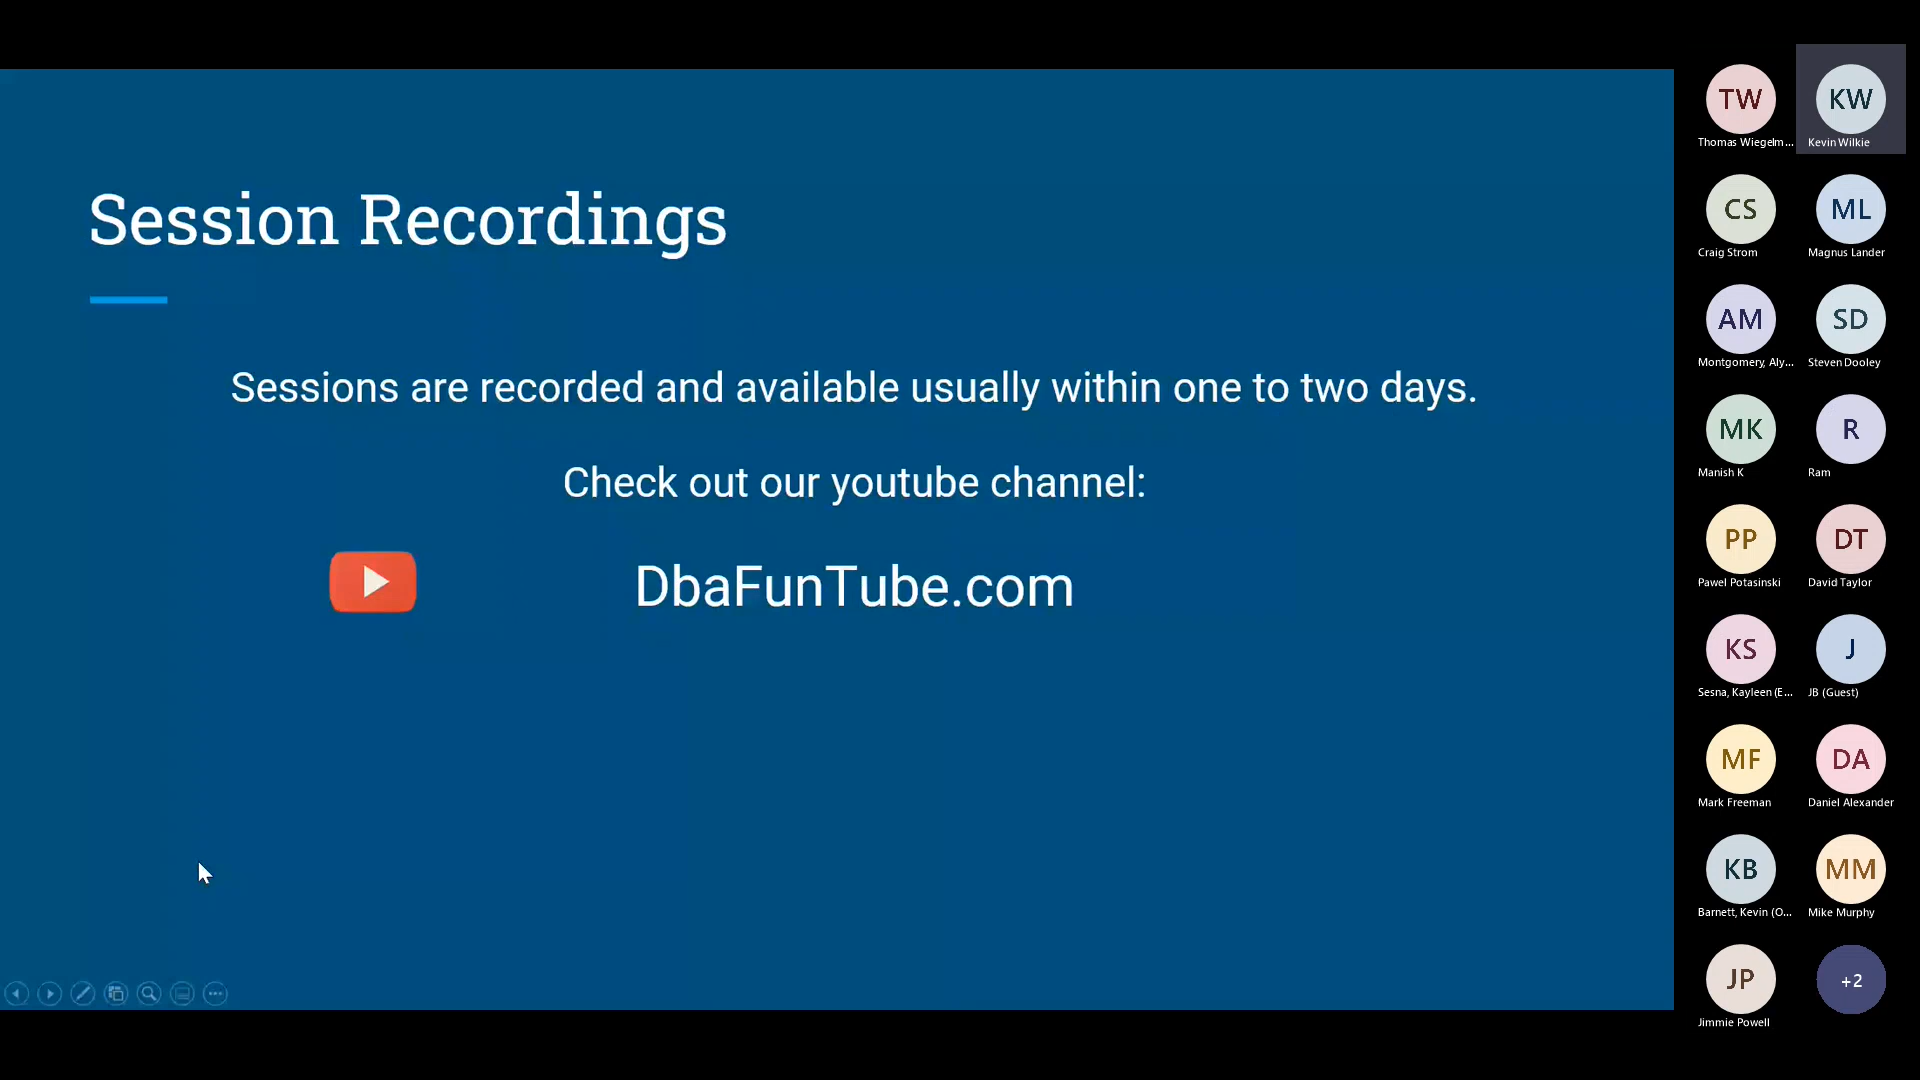 Session Recordings
Sessions are recorded and available usually within one to two days.
Check out our youtube channel:
DbaFunTube.com
TW
Thomas Wiegelm...
KW
Kevin Wilkie
CS
Craig Strom
ML
Magnus Lander
AM
Montgomery, Aly...
SD
Steven Dooley
MK
Manish K
R
Ram
PP
Pawel Potasinski
DT
David Taylor
KS
Sesna, Kayleen (E...
J
JB (Guest)
MF
Mark Freeman
DA
Daniel Alexander
KB
Barnett, Kevin (O...
MM
Mike Murphy
JP
Jimmie Powell
+2